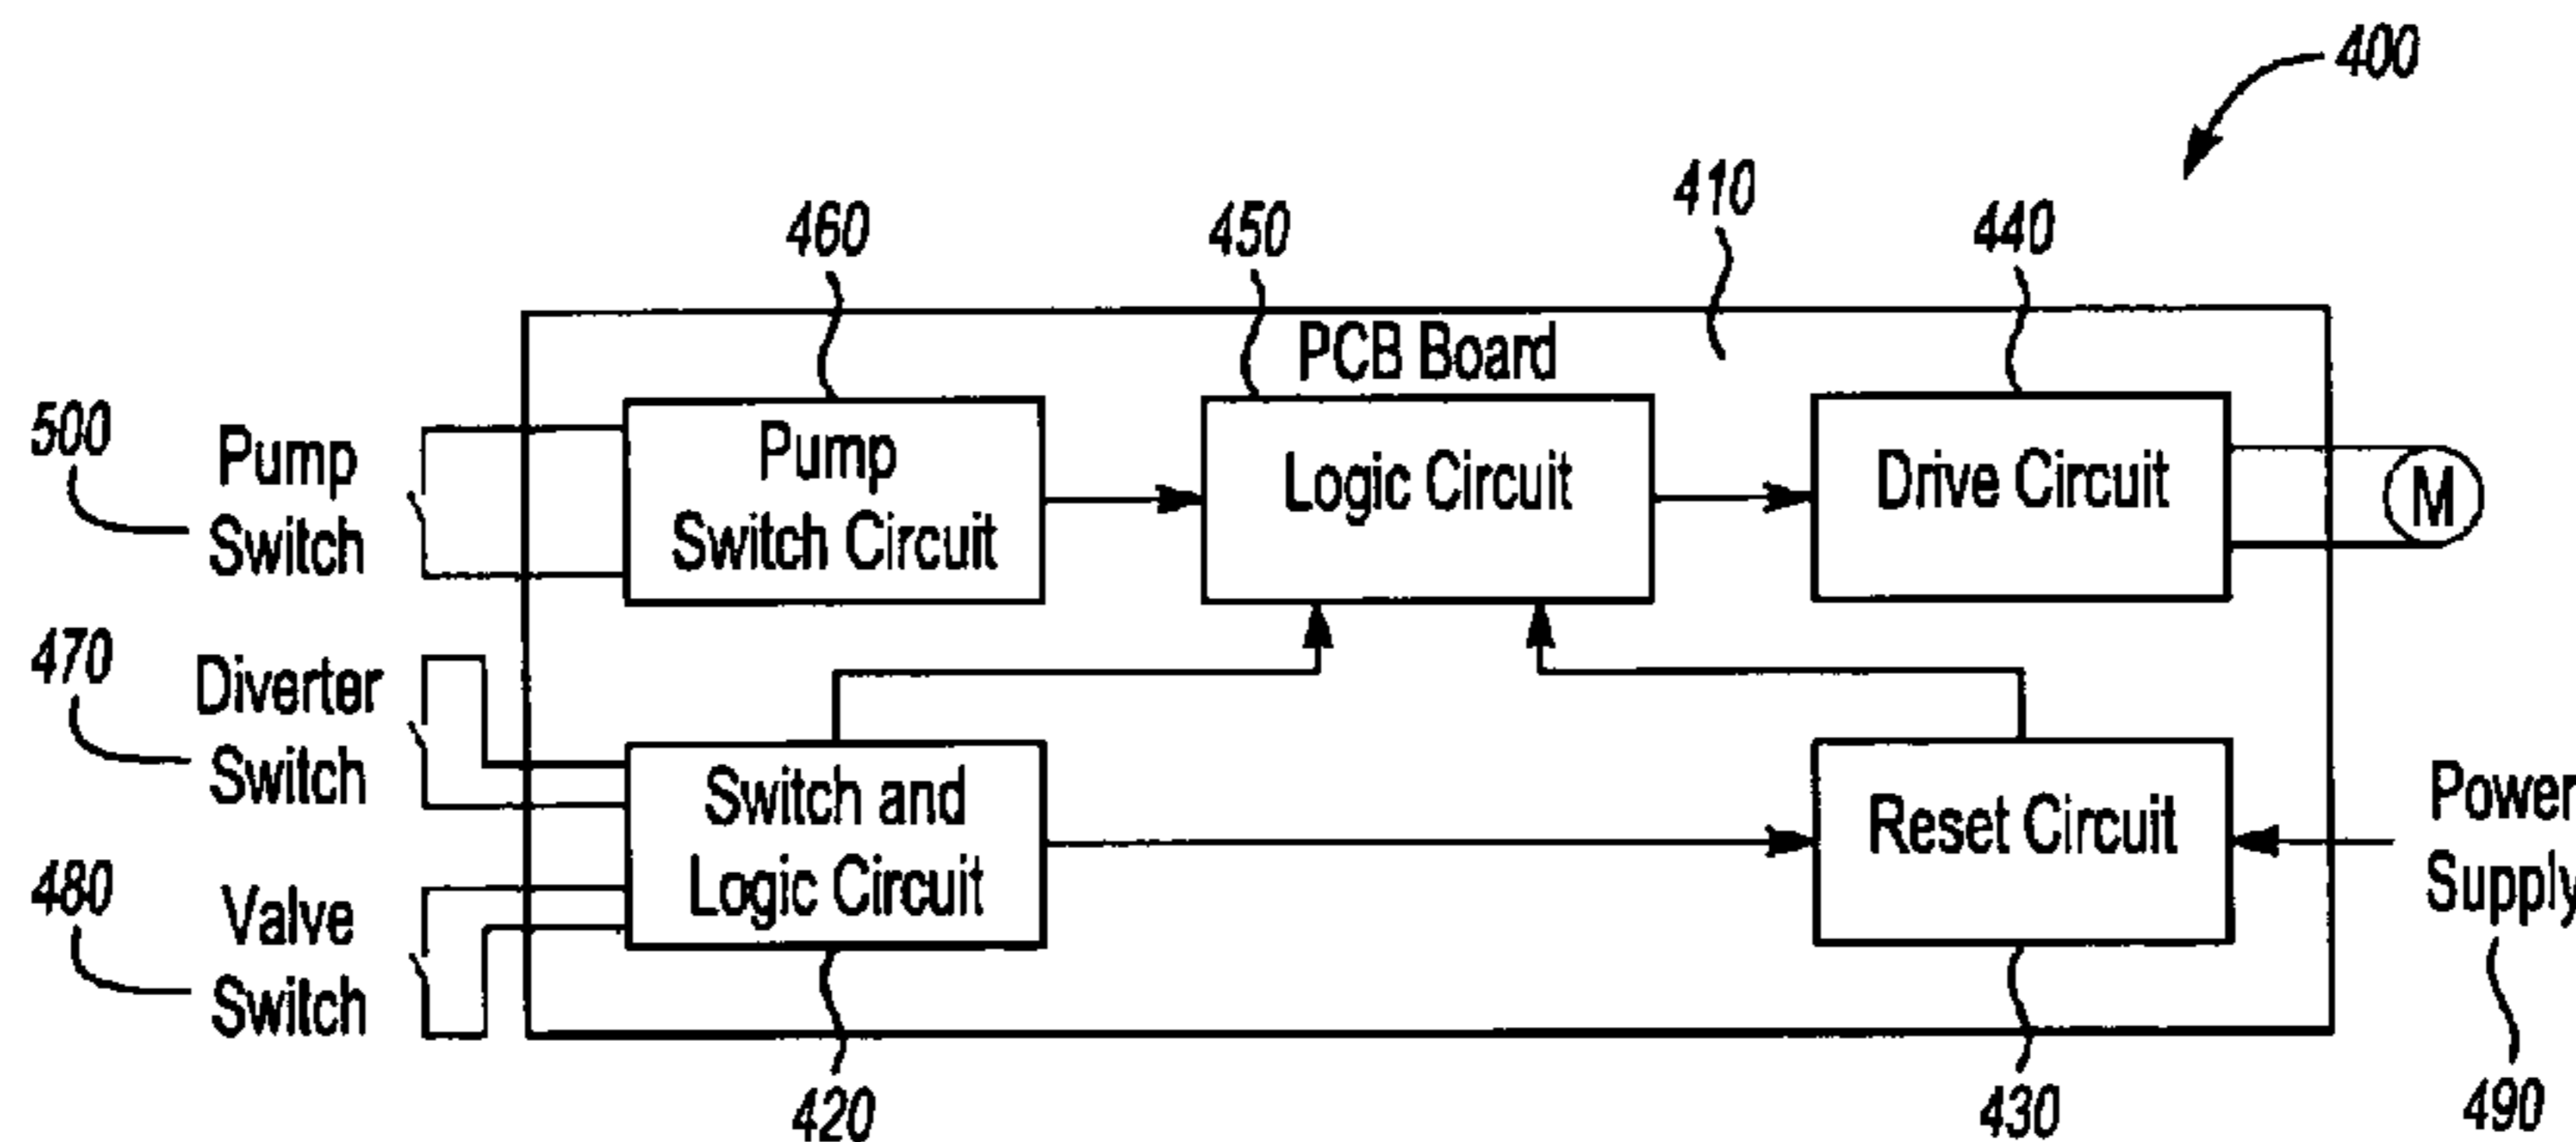 400
410
460
450
440
PCB Board
500
Pump
Switch
Pump
Switch Circuit
Logic Circuit
Drive Circuit
M
470
Diverter
Switch
Switch and
Logic Circuit
Reset Circuit
Power
Supply
480
Valve
Switch
420
430
490